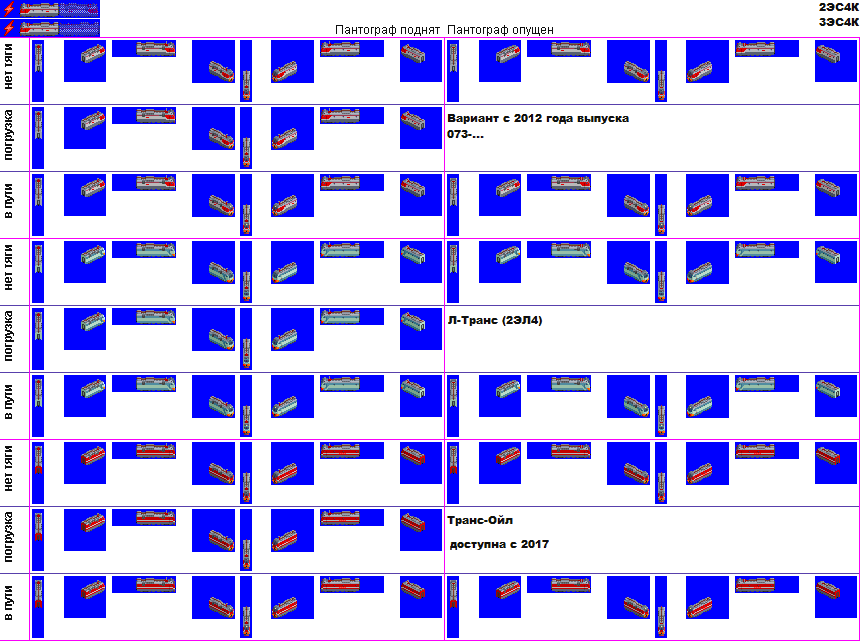 2ЭС4К
3ЭС4К
Пантограф поднят Пантограф опущен
нет тяги
погрузка
Вариант с 2012 года выпуска
073-...
в пути
нет тяги
погрузка
Л-Транс (2ЭЛ4)
в пути
нет тяги
погрузка
Транс-Ойл
доступна с 2017
в пути